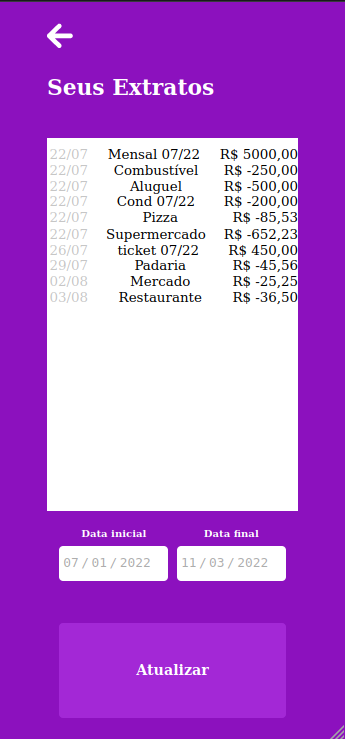 Seus Extratos
22/07 Mensal 07/22 R$ 5000,00
22/07 Combustível R$ -250,00
22/07 Aluguel R$ -500,00
22/07 Cond 07/22 R$ -200,00
22/07 Pizza R$ -85,53
22/07 Supermercado R$ -652,23
26/07 ticket 07/22 R$ 450,00
29/07 Padaria R$ -45,56
02/08 Mercado R$ -25,25
03/08 Restaurante R$ -36,50
Data inicial Data final
07/01/2022 11/03/2022
Atualizar